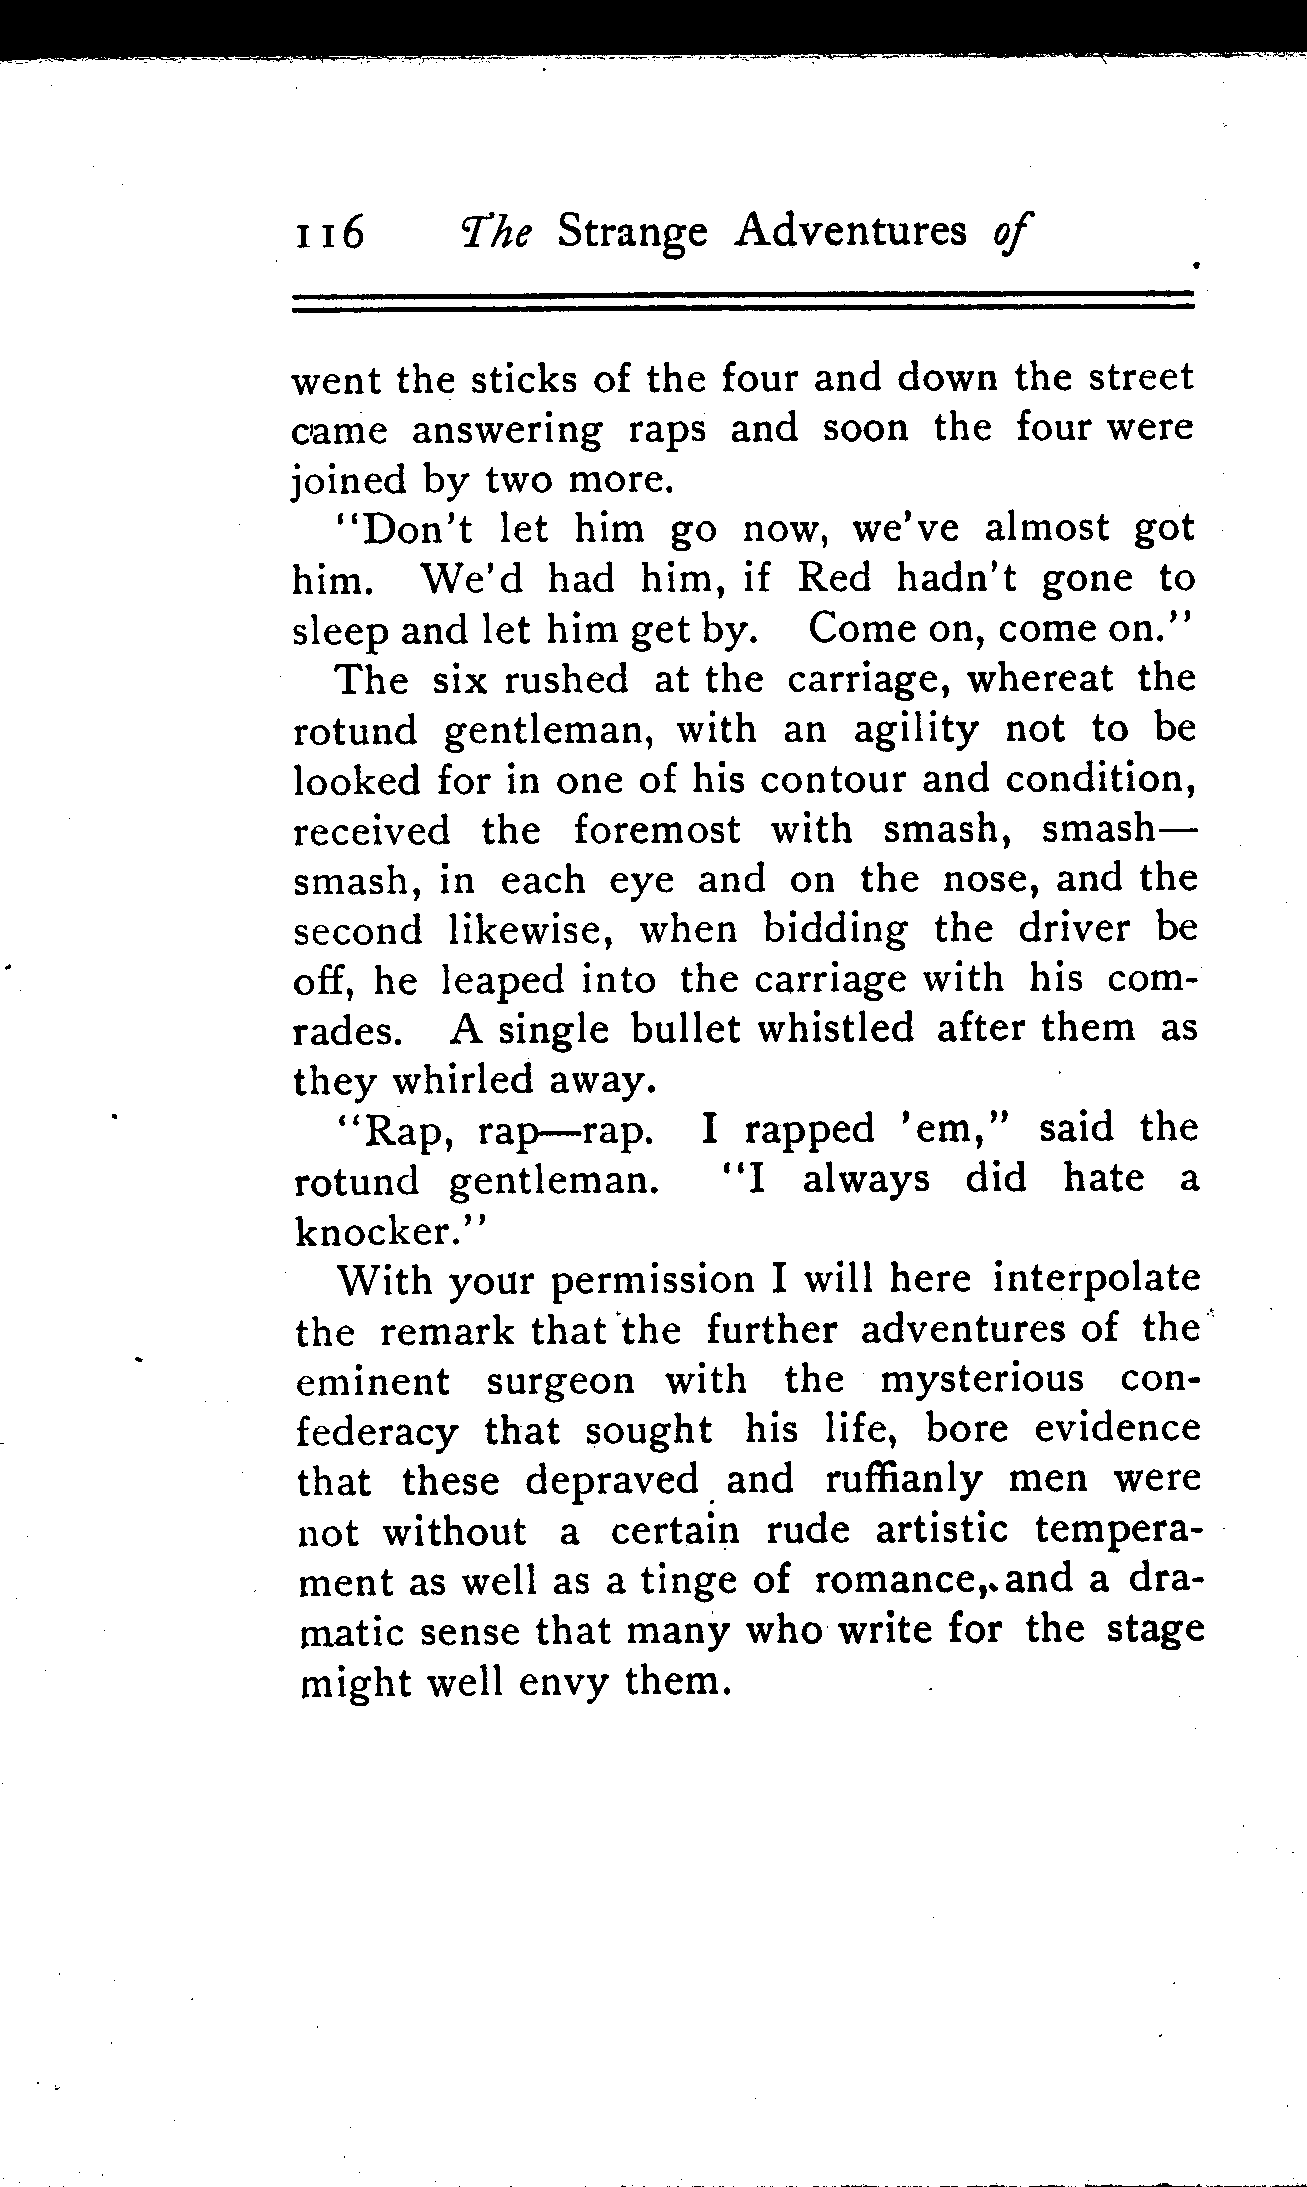 116 The Strange Adventures of
went the sticks of the four and down the street
came answering raps and soon the four were
joined by two more.
"Don't let him go now, we've almost got
him. We'd had him, if Red hadn't gone to
sleep and let him get by. Come on, come on."
The six rushed at the carriage, whereat the
rotund gentleman, with an agility not to be
looked for in one of his contour and condition,
received the foremost with smash, smash—
smash, in each eye and on the nose, and the
second likewise, when bidding the driver be
off, he leaped into the carriage with his com-
rades. A single bullet whistled after them as
they whirled away.
"Rap, rap—rap. I rapped 'em," said the
rotund gentleman. "I always did hate a
knocker."
With your permission I will here interpolate
the remark that the further adventures of the
eminent surgeon with the mysterious con-
federacy that sought his life, bore evidence
that these depraved and ruffianly men were
not without a certain rude artistic tempera-
ment as well as a tinge of romance, and a dra-
matic sense that many who write for the stage
might well envy them.